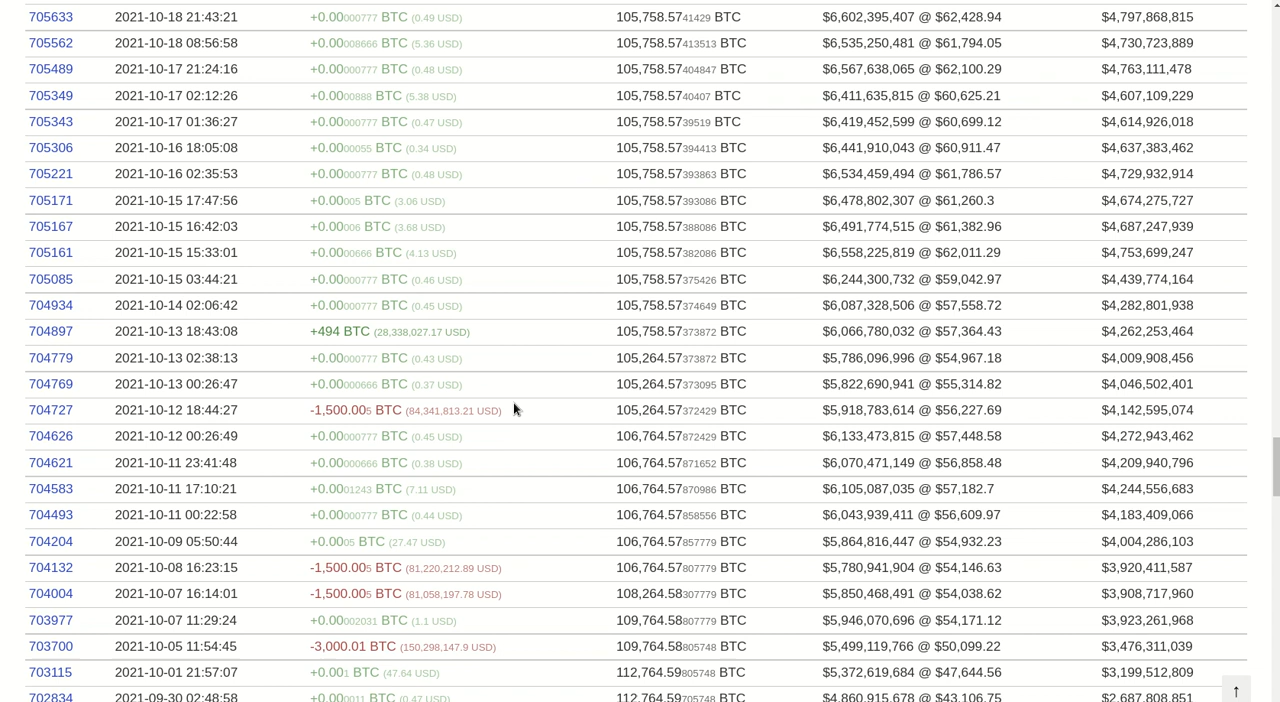 705633 2021-10-18 21:43:21 +0.00000777 BTC (0.49 USD) 105,758.5741429 BTC $6,602,395,407 @ $62,428.94 $4,797,868,815
705562 2021-10-18 08:56:58 +0.00008666 BTC (5.36 USD) 105,758.57413513 BTC $6,535,250,481 @ $61,794.05 $4,730,723,889
705489 2021-10-17 21:24:16 +0.00000777 BTC (0.48 USD) 105,758.57404847 BTC $6,567,638,065 @ $62,100.29 $4,763,111,478
705349 2021-10-17 02:12:26 +0.0000888 BTC (5.38 USD) 105,758.5740407 BTC $6,411,635,815 @ $60,625.21 $4,607,109,229
705343 2021-10-17 01:36:27 +0.00000777 BTC (0.47 USD) 105,758.5739519 BTC $6,419,452,599 @ $60,699.12 $4,614,926,018
705306 2021-10-16 18:05:08 +0.0000055 BTC (0.34 USD) 105,758.57394413 BTC $6,441,910,043 @ $60,911.47 $4,637,383,462
705221 2021-10-16 02:35:53 +0.00000777 BTC (0.48 USD) 105,758.57393863 BTC $6,534,459,494 @ $61,786.57 $4,729,932,914
705171 2021-10-15 17:47:56 +0.00005 BTC (3.06 USD) 105,758.57393086 BTC $6,478,802,307 @ $61,260.3 $4,674,275,727
705167 2021-10-15 16:42:03 +0.00006 BTC (3.68 USD) 105,758.57388086 BTC $6,491,774,515 @ $61,382.96 $4,687,247,939
705161 2021-10-15 15:33:01 +0.0000666 BTC (4.13 USD) 105,758.57382086 BTC $6,558,225,819 @ $62,011.29 $4,753,699,247
705085 2021-10-15 03:44:21 +0.00000777 BTC (0.46 USD) 105,758.57375426 BTC $6,244,300,732 @ $59,042.97 $4,439,774,164
704934 2021-10-14 02:06:42 +0.00000777 BTC (0.45 USD) 105,758.57374649 BTC $6,087,328,506 @ $57,558.72 $4,282,801,938
704897 2021-10-13 18:43:08 +494 BTC (28,338,027.17 USD) 105,758.57373872 BTC $6,066,780,032 @ $57,364.43 $4,262,253,464
704779 2021-10-13 02:38:13 +0.00000777 BTC (0.43 USD) 105,264.57373872 BTC $5,786,096,996 @ $54,967.18 $4,009,908,456
704769 2021-10-13 00:26:47 +0.00000666 BTC (0.37 USD) 105,264.57373095 BTC $5,822,690,941 @ $55,314.82 $4,046,502,401
704727 2021-10-12 18:44:27 -1,500.005 BTC (84,341,813.21 USD) 105,264.57372429 BTC $5,918,783,614 @ $56,227.69 $4,142,595,074
704626 2021-10-12 00:26:49 +0.00000777 BTC (0.45 USD) 106,764.57872429 BTC $6,133,473,815 @ $57,448.58 $4,272,943,462
704621 2021-10-11 23:41:48 +0.00000666 BTC (0.38 USD) 106,764.57871652 BTC $6,070,471,149 @ $56,858.48 $4,209,940,796
704583 2021-10-11 17:10:21 +0.0001243 BTC (7.11 USD) 106,764.57870986 BTC $6,105,087,035 @ $57,182.7 $4,244,556,683
704493 2021-10-11 00:22:58 +0.00000777 BTC (0.44 USD) 106,764.57858556 BTC $6,043,939,411 @ $56,609.97 $4,183,409,066
704204 2021-10-09 05:50:44 +0.0005 BTC (27.47 USD) 106,764.57857779 BTC $5,864,816,447 @ $54,932.23 $4,004,286,103
704132 2021-10-08 16:23:15 -1,500.005 BTC (81,220,212.89 USD) 106,764.57807779 BTC $5,780,941,904 @ $54,146.63 $3,920,411,587
704004 2021-10-07 16:14:01 -1,500.005 BTC (81,058,197.78 USD) 108,264.58307779 BTC $5,850,468,491 @ $54,038.62 $3,908,717,960
703977 2021-10-07 11:29:24 +0.00002031 BTC (1.1 USD) 109,764.58807779 BTC $5,946,070,696 @ $54,171.12 $3,923,261,968
703700 2021-10-05 11:54:45 -3,000.01 BTC (150,298,147.9 USD) 109,764.58805748 BTC $5,499,119,766 @ $50,099.22 $3,476,311,039
703115 2021-10-01 21:57:07 +0.001 BTC (47.64 USD) 112,764.59805748 BTC $5,372,619,684 @ $47,644.56 $3,199,512,809
702834 2021-09-30 02:48:58 +0.000011 BTC (0.47 USD) 112,764.59705748 BTC $4,860,915,678 @ $43,106.75 $2,687,808,851
↑